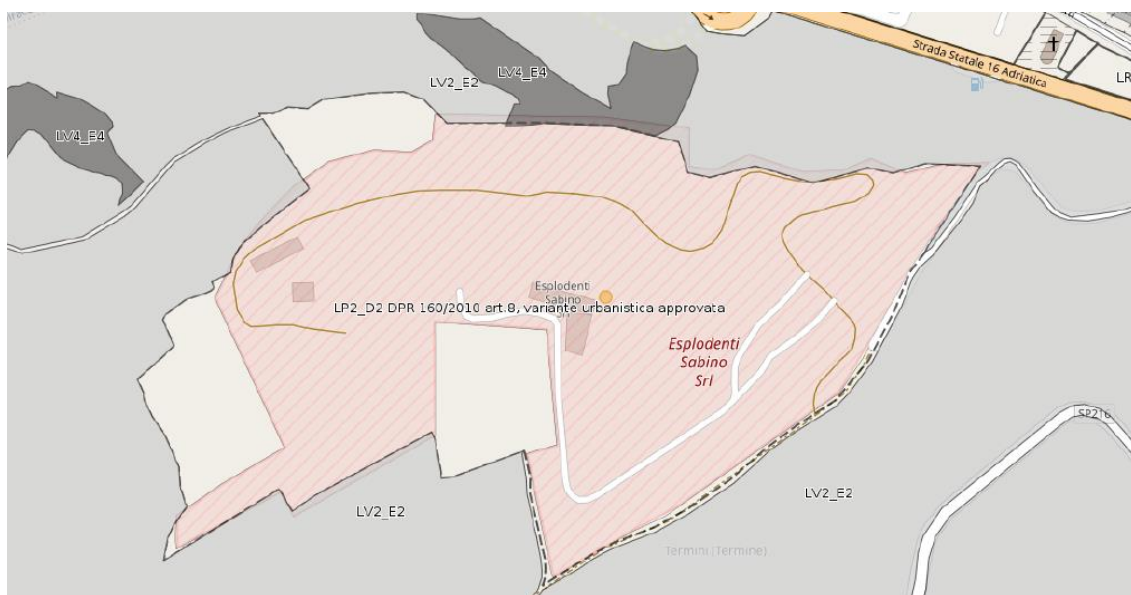 Strada Statale 16 Adriatica
LR
LV2_E2
LV4_E4
LV4_E4
Esplodenti
Sabino
Srl
LP2_D2 DPR 160/2010 art.8, variante urbanistica approvata
Esplodenti
Sabino
Srl
SP216
LV2_E2
LV2_E2
Termini (Termine)